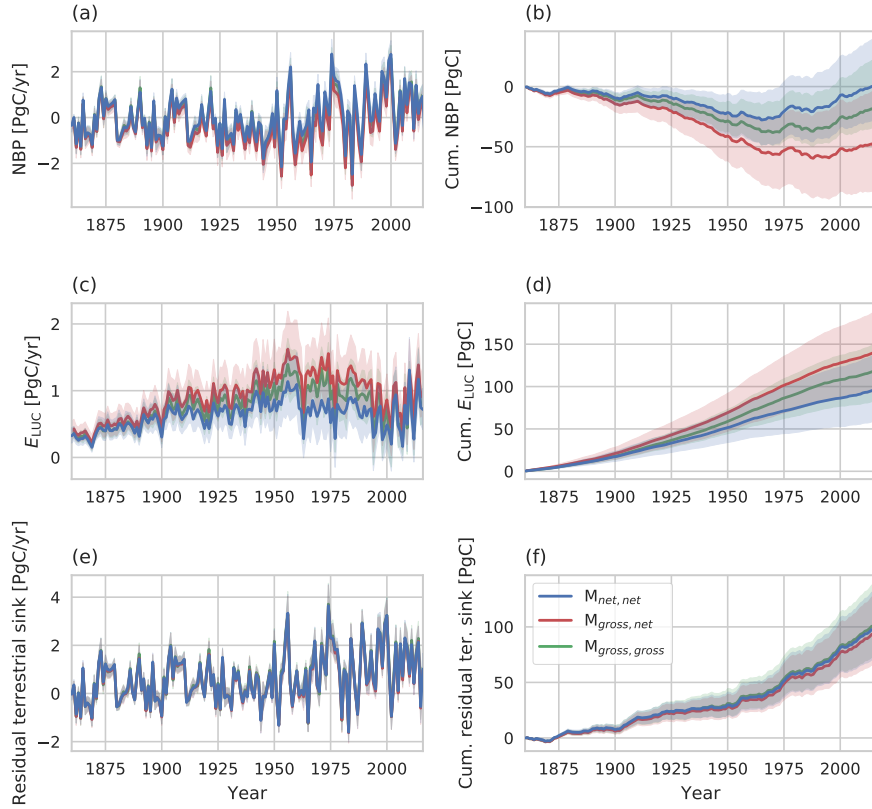 (a)
(b)
NBP [PgC/yr]
2
0
−2
1875 1900 1925 1950 1975 2000
Cum. NBP [PgC]
0
−50
−100
1875 1900 1925 1950 1975 2000
(c)
(d)
E_LUC [PgC/yr]
2
1
0
1875 1900 1925 1950 1975 2000
Cum. E_LUC [PgC]
150
100
50
0
1875 1900 1925 1950 1975 2000
(e)
(f)
Residual terrestrial sink [PgC/yr]
4
2
0
−2
1875 1900 1925 1950 1975 2000
Year
Cum. residual ter. sink [PgC]
100
50
0
M_net,net
M_gross,net
M_gross,gross
1875 1900 1925 1950 1975 2000
Year